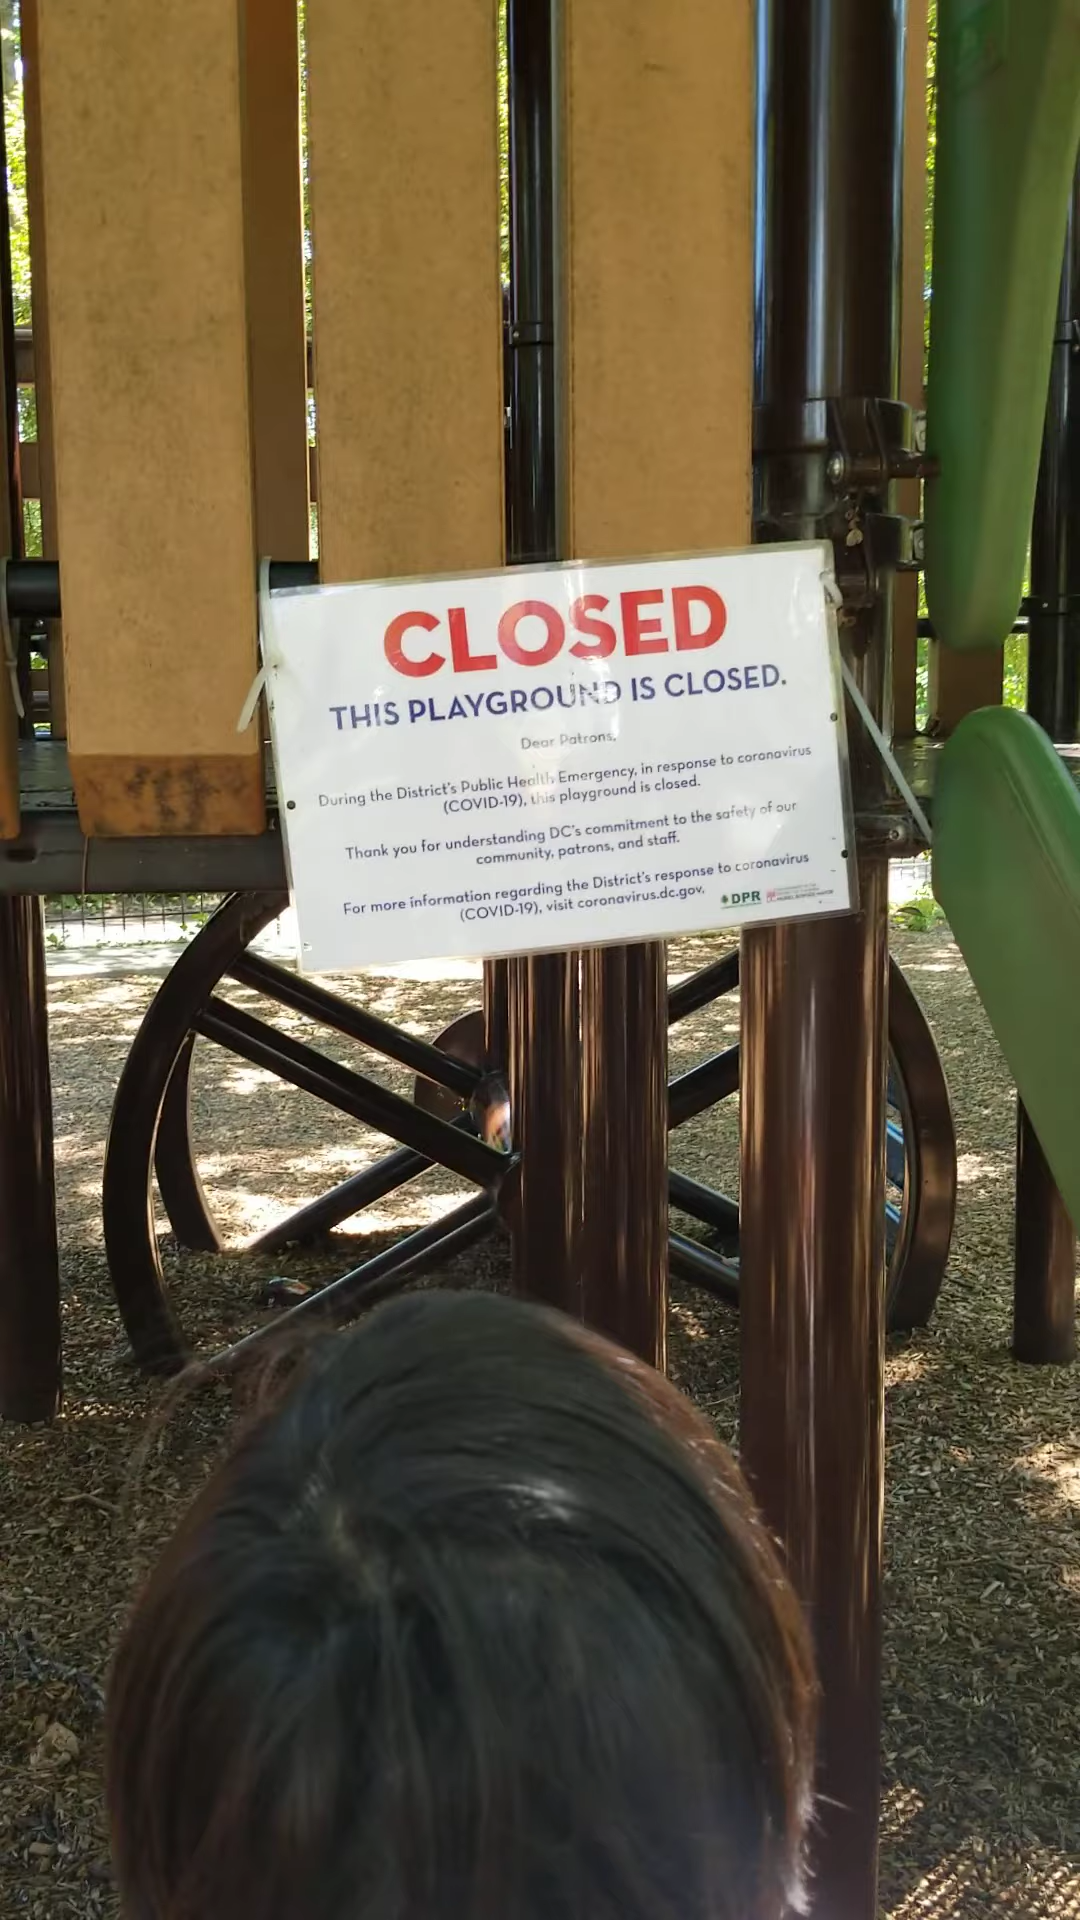 CLOSED
THIS PLAYGROUND IS CLOSED.
Dear Patrons,
During the District's Public Health Emergency, in response to coronavirus
(COVID-19), this playground is closed.
Thank you for understanding DC's commitment to the safety of our
community, patrons, and staff.
For more information regarding the District's response to coronavirus
(COVID-19), visit coronavirus.dc.gov.
DPR